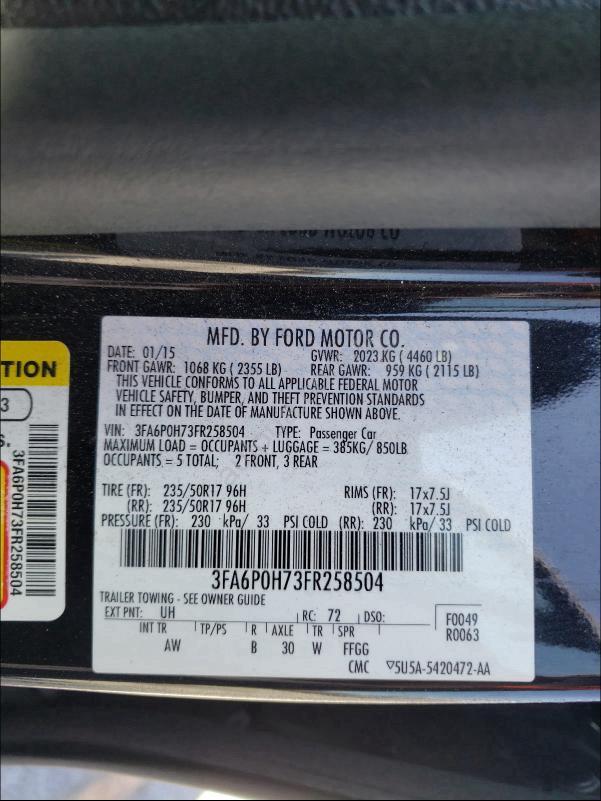 MFD. BY FORD MOTOR CO.
DATE: 01/15 GVWR: 2023 KG ( 4460 LB)
FRONT GAWR: 1068 KG ( 2355 LB) REAR GAWR: 959 KG ( 2115 LB)
THIS VEHICLE CONFORMS TO ALL APPLICABLE FEDERAL MOTOR
VEHICLE SAFETY, BUMPER, AND THEFT PREVENTION STANDARDS
IN EFFECT ON THE DATE OF MANUFACTURE SHOWN ABOVE.
VIN: 3FA6P0H73FR258504 TYPE: Passenger Car
MAXIMUM LOAD = OCCUPANTS + LUGGAGE = 385KG/ 850LB
OCCUPANTS = 5 TOTAL; 2 FRONT, 3 REAR
TIRE (FR): 235/50R17 96H RIMS (FR): 17x7.5J
(RR): 235/50R17 96H (RR): 17x7.5J
PRESSURE (FR): 230 kPa/ 33 PSI COLD (RR): 230 kPa/ 33 PSI COLD
3FA6P0H73FR258504
TRAILER TOWING - SEE OWNER GUIDE
EXT PNT: UH RC: 72 DSO: F0049
INT TR TP/PS R AXLE TR SPR R0063
AW B 30 W FFGG
CMC ▽5U5A-5420472-AA
TION
3
S.
3FA6P0H73FR258504